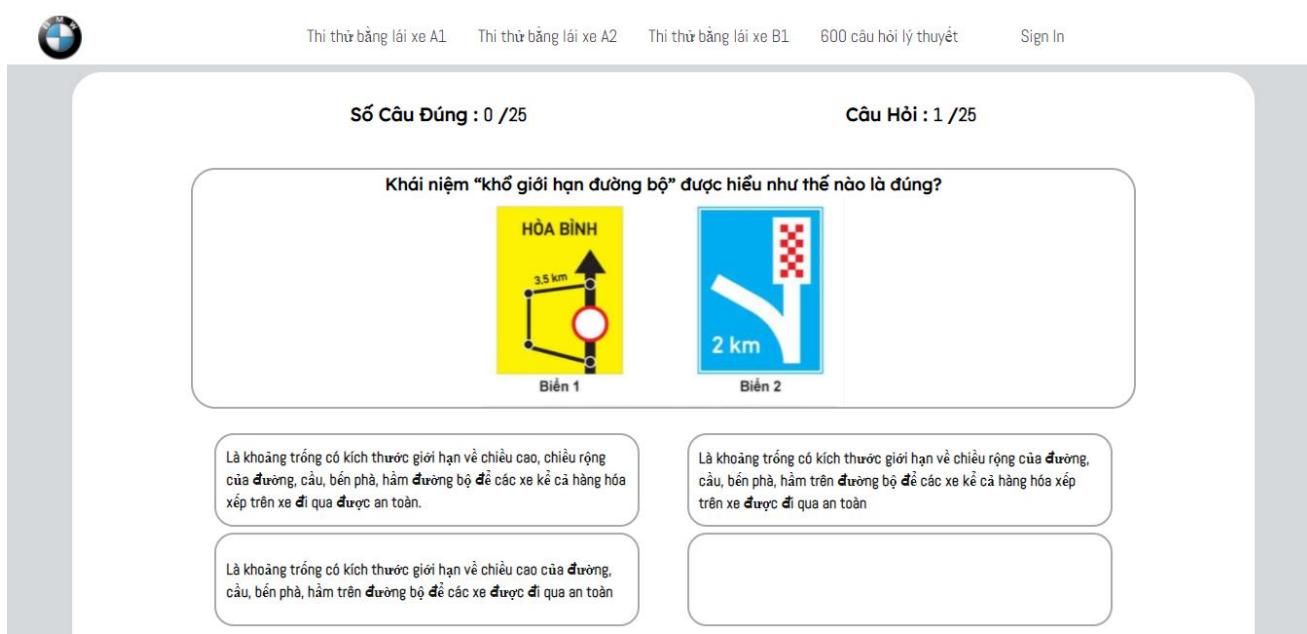 BMW
Thi thử bằng lái xe A1 Thi thử bằng lái xe A2 Thi thử bằng lái xe B1 600 câu hỏi lý thuyết Sign In
Số Câu Đúng : 0 /25 Câu Hỏi : 1 /25
Khái niệm “khổ giới hạn đường bộ” được hiểu như thế nào là đúng?
HÒA BÌNH
3,5 km
2 km
Biển 1 Biển 2
Là khoảng trống có kích thước giới hạn về chiều cao, chiều rộng
của đường, cầu, bến phà, hầm đường bộ để các xe kể cả hàng hóa
xếp trên xe đi qua được an toàn.
Là khoảng trống có kích thước giới hạn về chiều rộng của đường,
cầu, bến phà, hầm trên đường bộ để các xe kể cả hàng hóa xếp
trên xe được đi qua an toàn
Là khoảng trống có kích thước giới hạn về chiều cao của đường,
cầu, bến phà, hầm trên đường bộ để các xe được đi qua an toàn